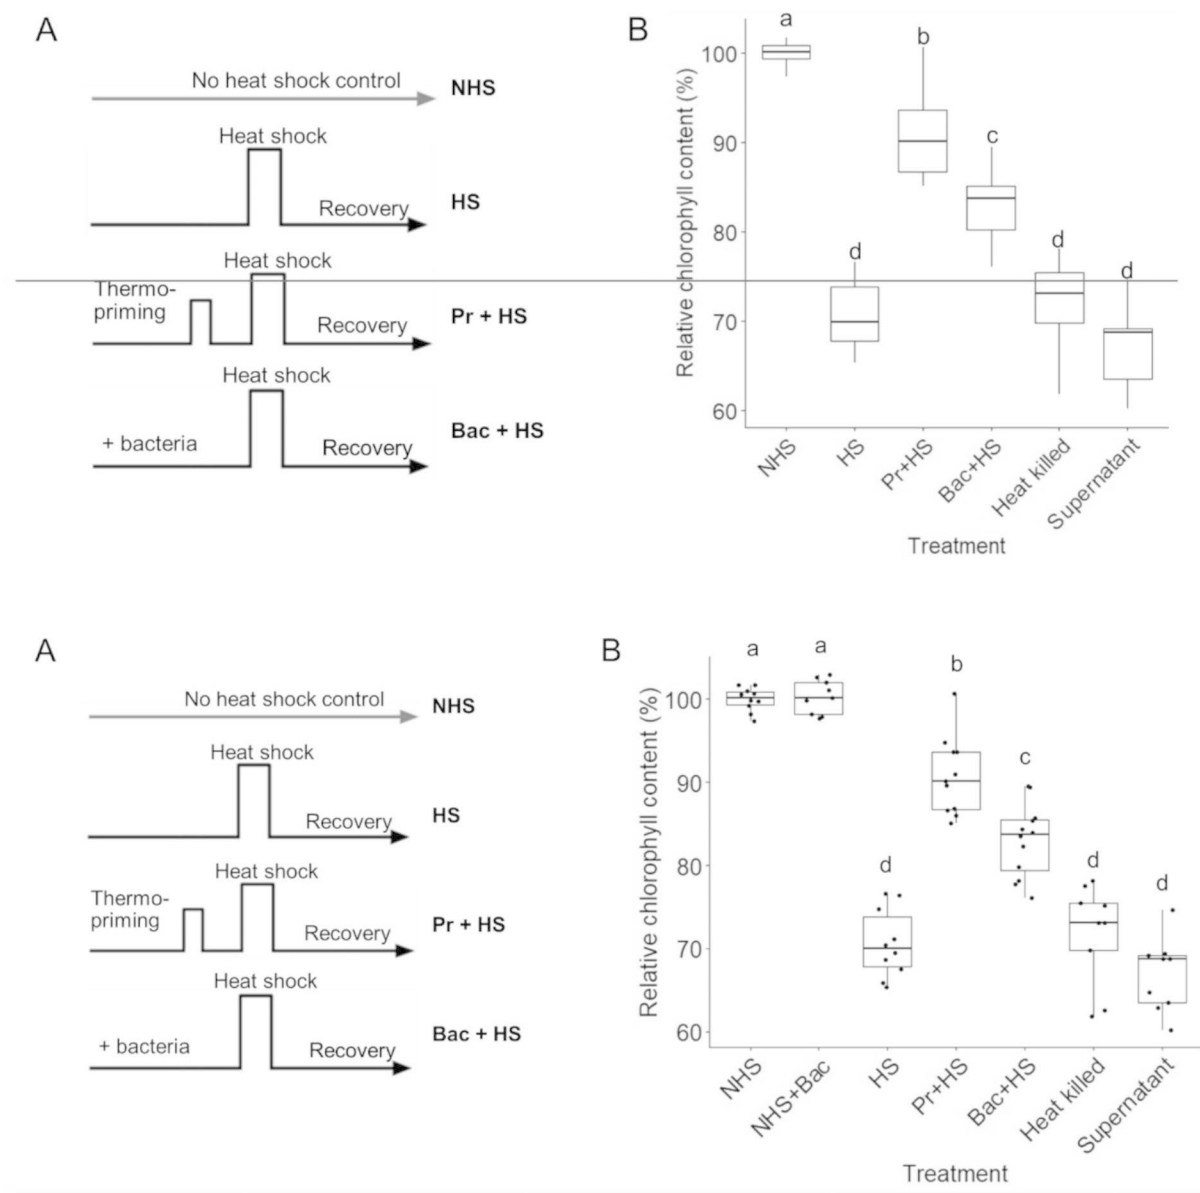 A
No heat shock control
NHS
Heat shock
Recovery
HS
Heat shock
Thermo-
priming
Recovery
Pr + HS
Heat shock
+ bacteria
Recovery
Bac + HS
B
Relative chlorophyll content (%)
100
90
80
70
60
a
d
b
c
d
d
NHS
HS
Pr+HS
Bac+HS
Heat killed
Supernatant
Treatment
A
No heat shock control
NHS
Heat shock
Recovery
HS
Heat shock
Thermo-
priming
Recovery
Pr + HS
Heat shock
+ bacteria
Recovery
Bac + HS
B
Relative chlorophyll content (%)
100
90
80
70
60
a
a
d
b
c
d
d
NHS
NHS+Bac
HS
Pr+HS
Bac+HS
Heat killed
Supernatant
Treatment